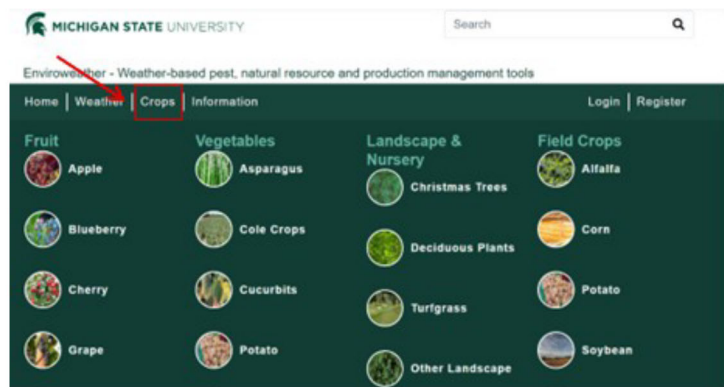 MICHIGAN STATE UNIVERSITY
Search
Enviroweather - Weather-based pest, natural resource and production management tools
Home Weather Crops Information Login Register
Fruit
Apple
Blueberry
Cherry
Grape
Vegetables
Asparagus
Cole Crops
Cucurbits
Potato
Landscape &
Nursery
Christmas Trees
Deciduous Plants
Turfgrass
Other Landscape
Field Crops
Alfalfa
Corn
Potato
Soybean